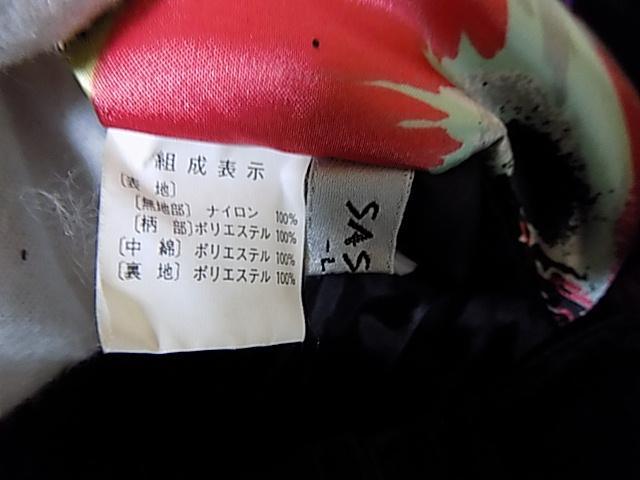 組成表示
〔表 地〕
〔無地部〕 ナイロン 100%
〔柄 部〕ポリエステル 100%
〔中 綿〕 ポリエステル 100%
〔裏 地〕 ポリエステル 100%
SAS